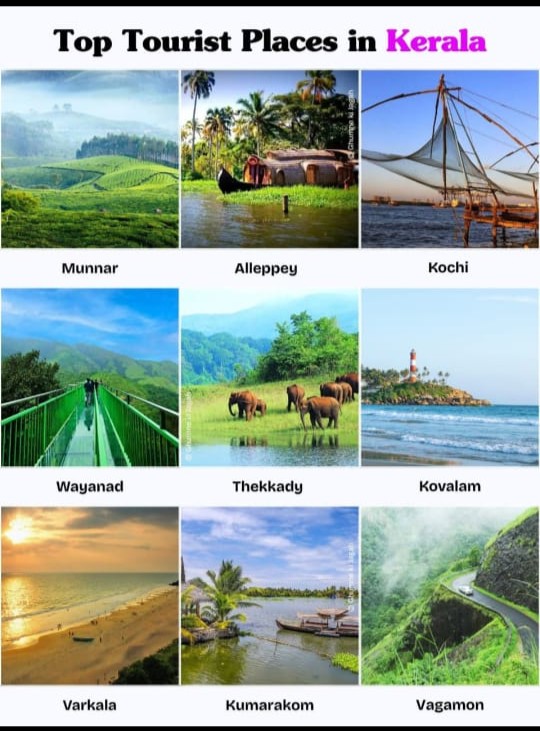 Top Tourist Places in Kerala
Munnar
Alleppey
Kochi
Wayanad
Thekkady
Kovalam
Varkala
Kumarakom
Vagamon